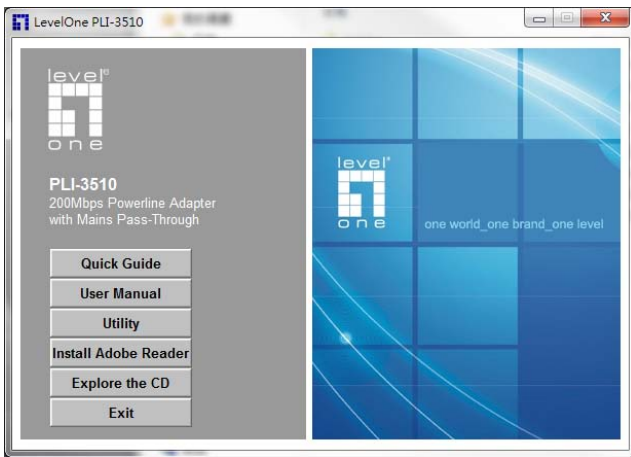 LevelOne PLI-3510
level®
one
PLI-3510
200Mbps Powerline Adapter
with Mains Pass-Through
Quick Guide
User Manual
Utility
Install Adobe Reader
Explore the CD
Exit
level®
one
one world_one brand_one level